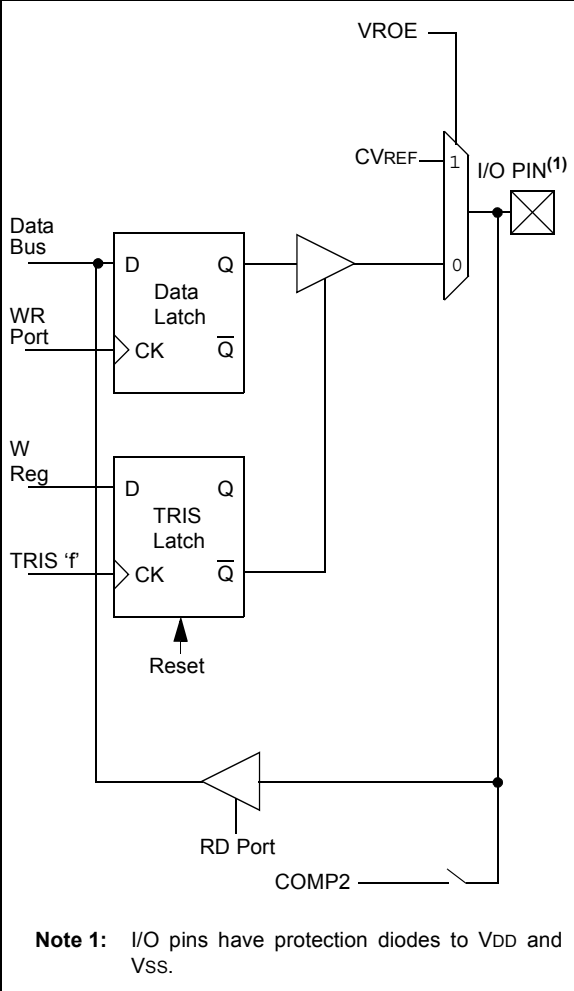 VROE
CVREF
1
I/O PIN(1)
0
Data
Bus
D
Q
Data
Latch
WR
Port
CK
Q̅
W
Reg
D
Q
TRIS
Latch
TRIS ‘f’
CK
Q̅
Reset
RD Port
COMP2
Note 1: I/O pins have protection diodes to VDD and
VSS.